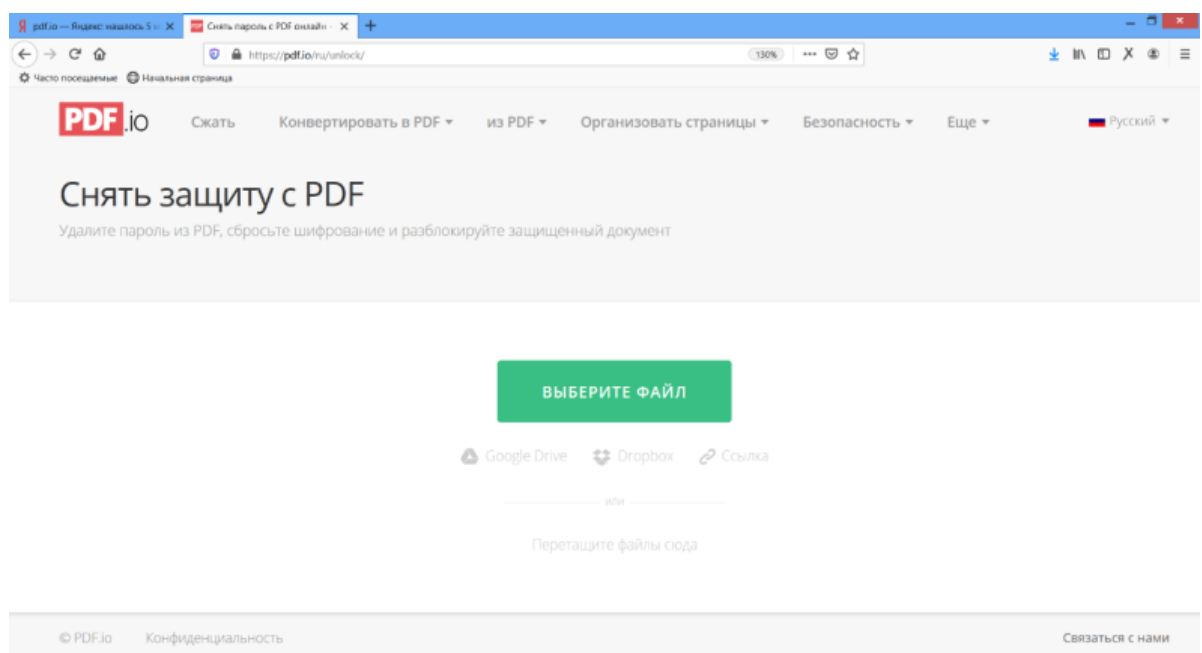 pdf.io — Яндекс: нашлось 5
Снять пароль с PDF онлайн -
https://pdf.io/ru/unlock/
130%
Часто посещаемые
Начальная страница
PDF.io
Сжать
Конвертировать в PDF
из PDF
Организовать страницы
Безопасность
Еще
Русский
Снять защиту с PDF
Удалите пароль из PDF, сбросьте шифрование и разблокируйте защищенный документ
ВЫБЕРИТЕ ФАЙЛ
Google Drive
Dropbox
Ссылка
или
Перетащите файлы сюда
© PDF.io
Конфиденциальность
Связаться с нами